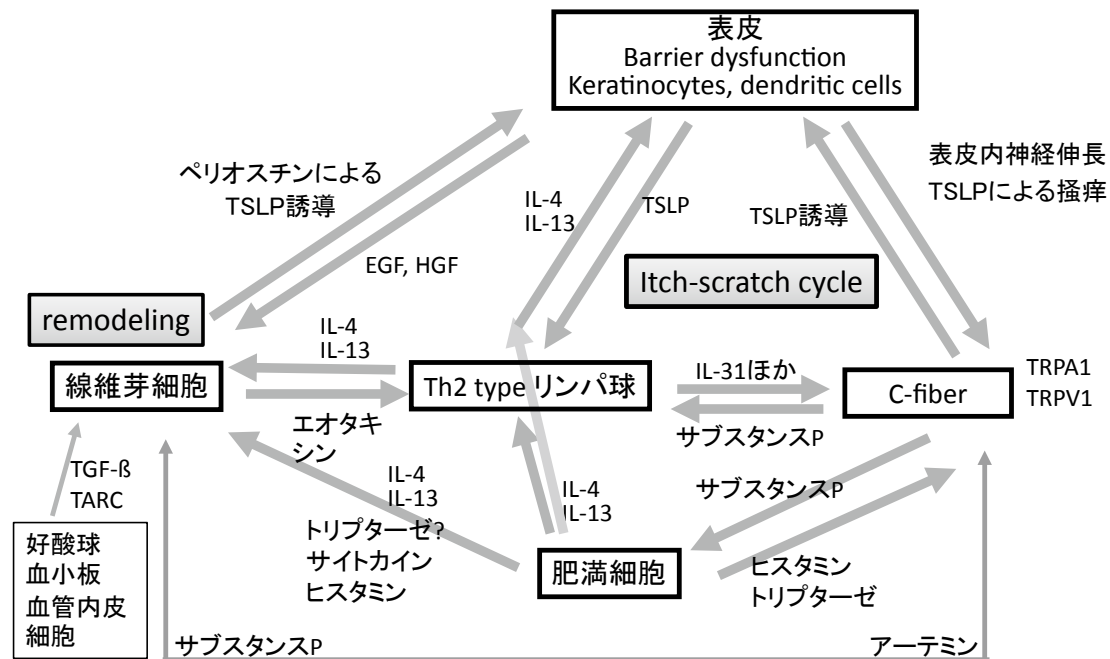 表皮
Barrier dysfunction
Keratinocytes, dendritic cells
ペリオスチンによる
TSLP誘導
EGF, HGF
IL-4
IL-13
TSLP
TSLP誘導
表皮内神経伸長
TSLPによる掻痒
Itch-scratch cycle
remodeling
線維芽細胞
IL-4
IL-13
Th2 type リンパ球
IL-31ほか
サブスタンスP
C-fiber
TRPA1
TRPV1
エオタキ
シン
TGF-ß
TARC
IL-4
IL-13
トリプターゼ?
サイトカイン
ヒスタミン
IL-4
IL-13
サブスタンスP
肥満細胞
ヒスタミン
トリプターゼ
好酸球
血小板
血管内皮
細胞
サブスタンスP
アーテミン